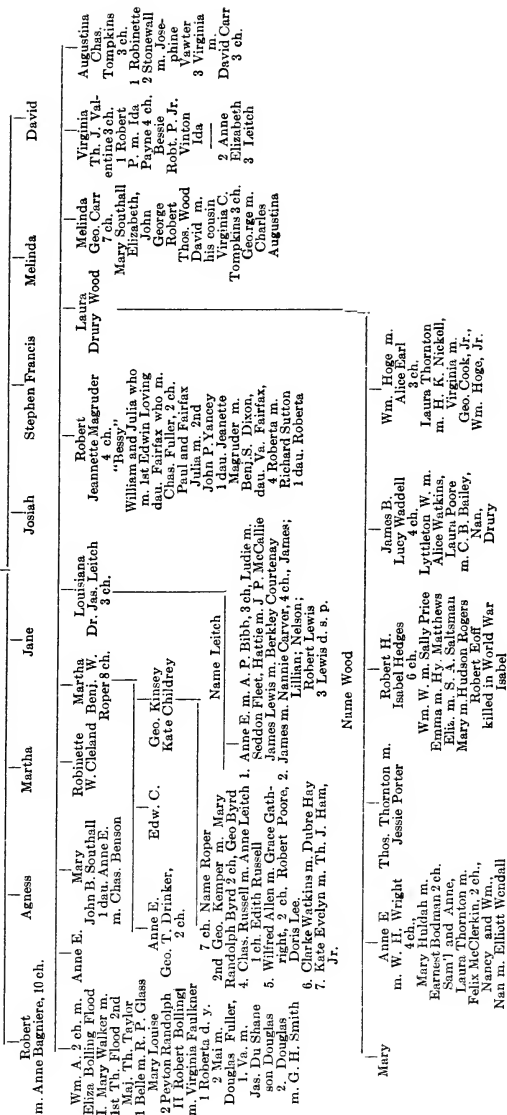 Robert
Agness
Martha
Jane
Josiah
Stephen Francis
Melinda
David
m. Anne Bagniere, 10 ch.
Wm. A. 2 ch. m.
Eliza Bolling Flood
I. Mary Walker m.
1st Th. Flood 2nd
Maj. Th. Taylor
1 Belle m. R. P. Glass
Mary Louise
2 Peyton Randolph
II Robert Bolling
m. Virginia Faulkner
1 Roberta d. y.
2 Mai m.
Douglas Fuller,
1. Va. m.
Jas. Du Shane
son Douglas
2. Douglas
m. G. H. Smith
Anne E.
Mary
John B. Southall
1 dau. Anne E.
m. Chas. Benson
Robinette
W. Cleland
Martha
Benj. W.
Roper 8 ch.
Louisiana
Dr. Jas. Leitch
3 ch.
Robert
Jeannette Magruder
4 ch.
"Bessy"
William and Julia who
m. 1st Edwin Loving
dau. Fairfax who m.
Chas. Fuller, 2 ch.
Paul and Fairfax
Julia m. 2nd
John P. Yancey
1 dau. Jeanette
Magruder m.
Benj. S. Dixon,
dau. Va. Fairfax,
4 Roberta m.
Richard Sutton
1 dau. Roberta
Laura
Drury Wood
Melinda
Geo. Carr
7 ch.
Mary Southall
Elizabeth,
John
George
Robert
Thos. Wood
David m.
his cousin
Virginia C.
Tompkins 3 ch.
George m.
Charles
Augustina
Virginia
Th. J. Val-
entine 3 ch.
1 Robert
P. m. Ida
Payne 4 ch.
Bessie
Robt. P. Jr.
Vinton
Ida
2 Anne
Elizabeth
3 Leitch
Augustina
Chas.
Tompkins
3 ch.
1 Robinette
2 Stonewall
m. Jose-
phine
Vawter
3 Virginia
m.
David Carr
3 ch.
Anne E.
Geo. T. Drinker,
2 ch.
Edw. C.
Geo. Kinsey
Kate Childrey
7 ch. Name Roper
2nd Geo. Kemper m. Mary
Randolph Byrd 2 ch, Geo Byrd
4. Chas. Russell m. Anne Leitch
1 ch. Edith Russell
5. Wilfred Allen m. Grace Gath-
right, 2 ch. Robert Poore,
Doris Lee,
6. Clarke Watkins m. Dubre Hay
7. Kate Evelyn m. Th. J. Ham,
Jr.
Name Leitch
1. Anne E. m. A. P. Bibb, 3 ch, Ludie m.
Seddon Fleet, Hattie m. J P. McCallie
James Lewis m. Berkley Courtenay
2. James m. Nannie Carver, 4 ch., James;
Lillian; Nelson;
Robert Lewis
3 Lewis d. s. p.
Name Wood
Mary
Anne E.
m. W. H. Wright
4 ch.,
Mary Huldah m.
Earnest Bodman 2 ch.
Sam'l and Anne,
Laura Thornton m.
Felix McClerkin, 2 ch.,
Nancy and Wm.,
Nan m. Elliott Wendall
Thos. Thornton m.
Jessie Porter
Robert H.
Isabel Hedges
6 ch.
Wm. W. m. Sally Price
Emma m. Hy. Matthews
Eliz. m. S. A. Saltsman
Mary m. Hudson Rogers
Robert Eoff
killed in World War
Isabel
James B.
Lucy Waddell
4 ch.
Lyttleton W. m.
Alice Watkins,
Laura Poore
m. C. B. Bailey,
Nan,
Drury
Wm. Hoge m.
Alice Earl
3 ch.
Laura Thornton
m. H. K. Nickell,
Virginia m.
Geo. Cook, Jr.,
Wm. Hoge, Jr.